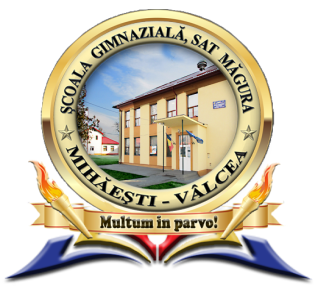 ȘCOALA GIMNAZIALĂ, SAT MĂGURA
MIHĂEȘTI - VÂLCEA
Multum in parvo!